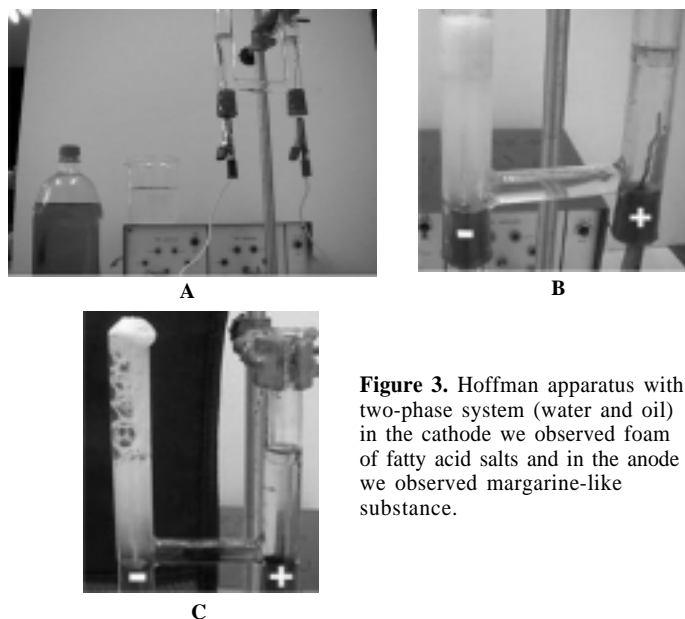 A
B
-
+
-
+
C
Figure 3. Hoffman apparatus with
two-phase system (water and oil)
in the cathode we observed foam
of fatty acid salts and in the anode
we observed margarine-like
substance.